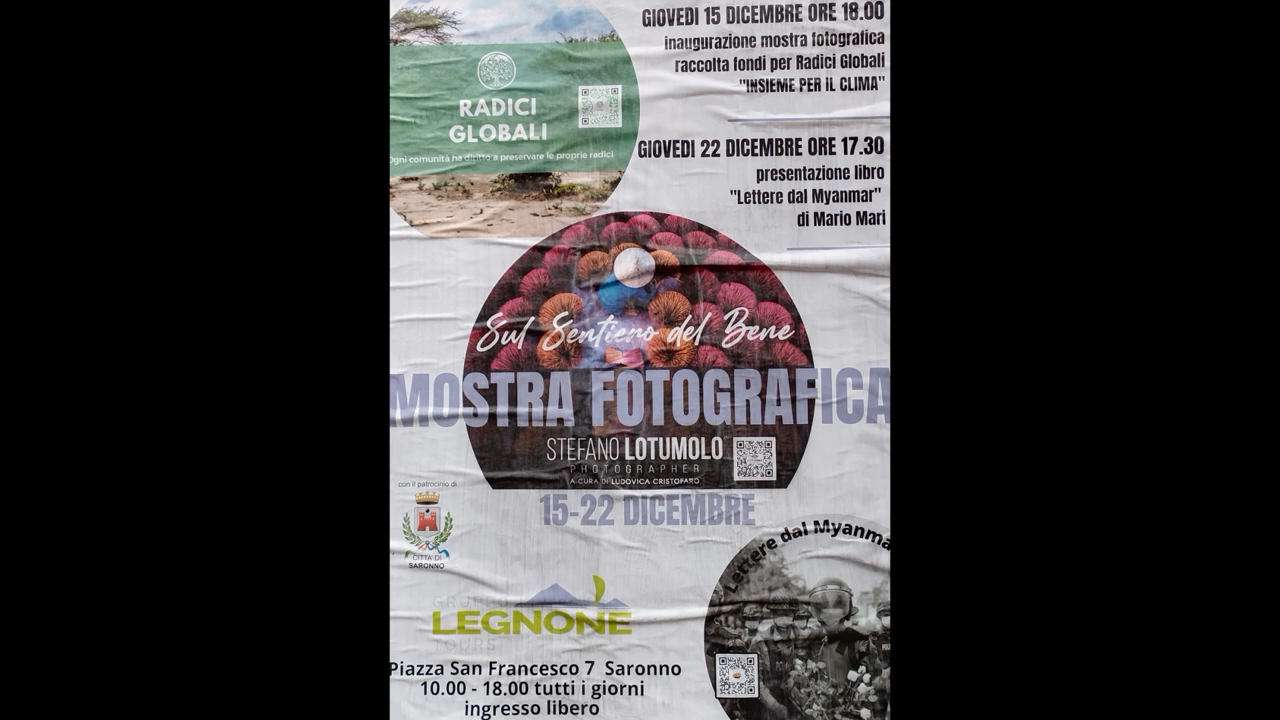 GIOVEDI 15 DICEMBRE ORE 18.00
inaugurazione mostra fotografica
raccolta fondi per Radici Globali
"INSIEME PER IL CLIMA"
RADICI
GLOBALI
Ogni comunità ha diritto a preservare le proprie radici
GIOVEDI 22 DICEMBRE ORE 17.30
presentazione libro
"Lettere dal Myanmar"
di Mario Mari
Sul Sentiero del Bene
MOSTRA FOTOGRAFICA
STEFANO LOTUMOLO
PHOTOGRAPHER
A CURA DI LUDOVICA CRISTOFARO
15-22 DICEMBRE
con il patrocinio di
CITTA' DI
SARONNO
Lettere dal Myanma
GRUPPO
LEGNONE
TOURS
Piazza San Francesco 7 Saronno
10.00 - 18.00 tutti i giorni
ingresso libero